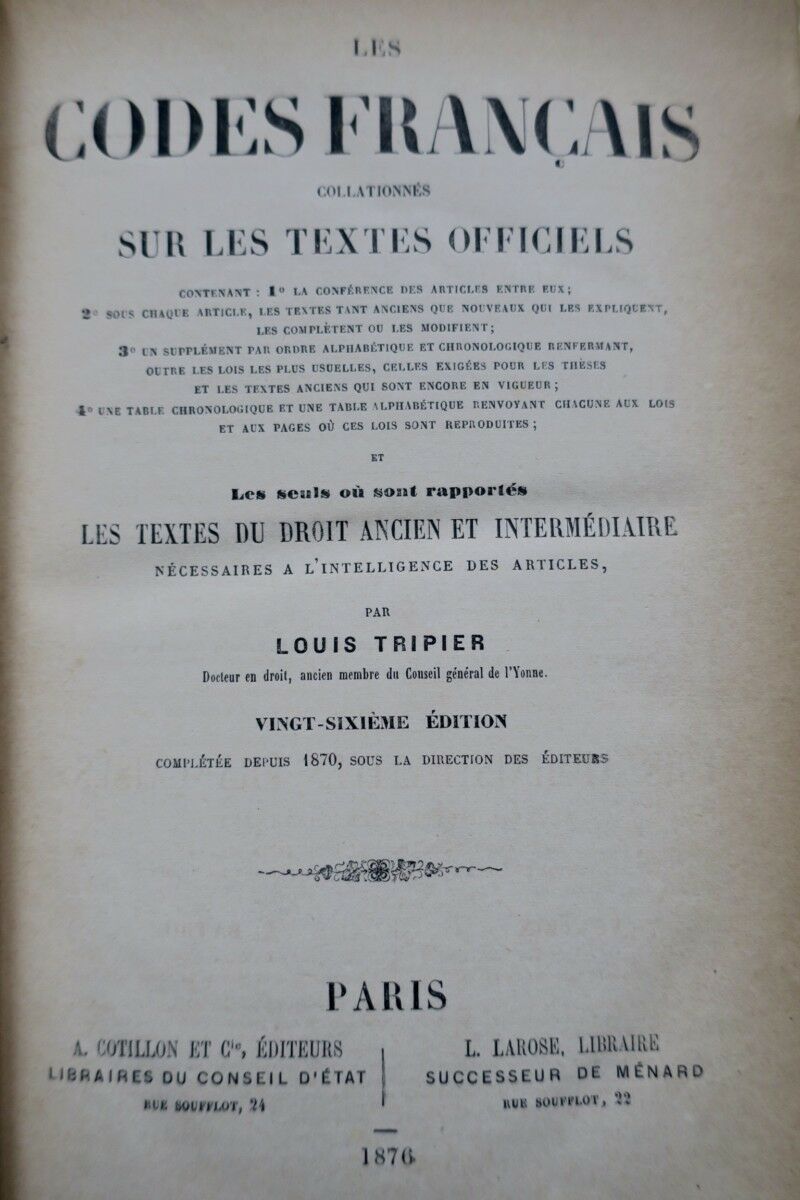 LES
CODES FRANÇAIS
COLLATIONNÉS
SUR LES TEXTES OFFICIELS
CONTENANT : 1º LA CONFÉRENCE DES ARTICLES ENTRE EUX;
2º SOUS CHAQUE ARTICLE, LES TEXTES TANT ANCIENS QUE NOUVEAUX QUI LES EXPLIQUENT,
LES COMPLÈTENT OU LES MODIFIENT;
3º UN SUPPLÉMENT PAR ORDRE ALPHABÉTIQUE ET CHRONOLOGIQUE RENFERMANT,
OUTRE LES LOIS LES PLUS USUELLES, CELLES EXIGÉES POUR LES THÈSES
ET LES TEXTES ANCIENS QUI SONT ENCORE EN VIGUEUR;
4º UNE TABLE CHRONOLOGIQUE ET UNE TABLE ALPHABÉTIQUE RENVOYANT CHACUNE AUX LOIS
ET AUX PAGES OÙ CES LOIS SONT REPRODUITES;
ET
Les seuls où sont rapportés
LES TEXTES DU DROIT ANCIEN ET INTERMÉDIAIRE
NÉCESSAIRES A L'INTELLIGENCE DES ARTICLES,
PAR
LOUIS TRIPIER
Docteur en droit, ancien membre du Conseil général de l'Yonne.
VINGT-SIXIÈME ÉDITION
COMPLÉTÉE DEPUIS 1870, SOUS LA DIRECTION DES ÉDITEURS
PARIS
A. COTILLON ET Cie, ÉDITEURS
LIBRAIRES DU CONSEIL D'ÉTAT
RUE SOUFFLOT, 24
L. LAROSE, LIBRAIRE
SUCCESSEUR DE MÉNARD
RUE SOUFFLOT, 22
1876